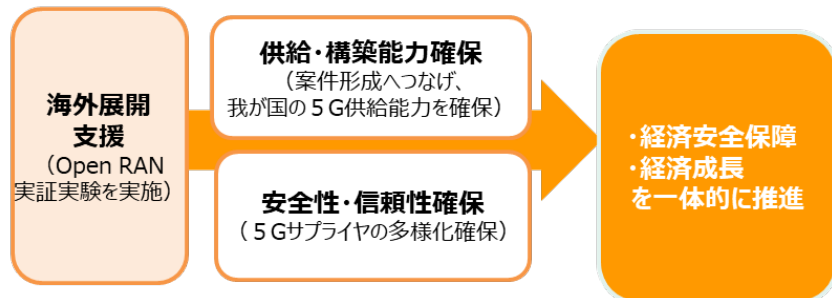 海外展開
支援
（Open RAN
実証実験を実施）
供給・構築能力確保
（案件形成へつなげ、
我が国の５G供給能力を確保）
安全性・信頼性確保
（５Gサプライヤの多様化確保）
・経済安全保障
・経済成長
を一体的に推進